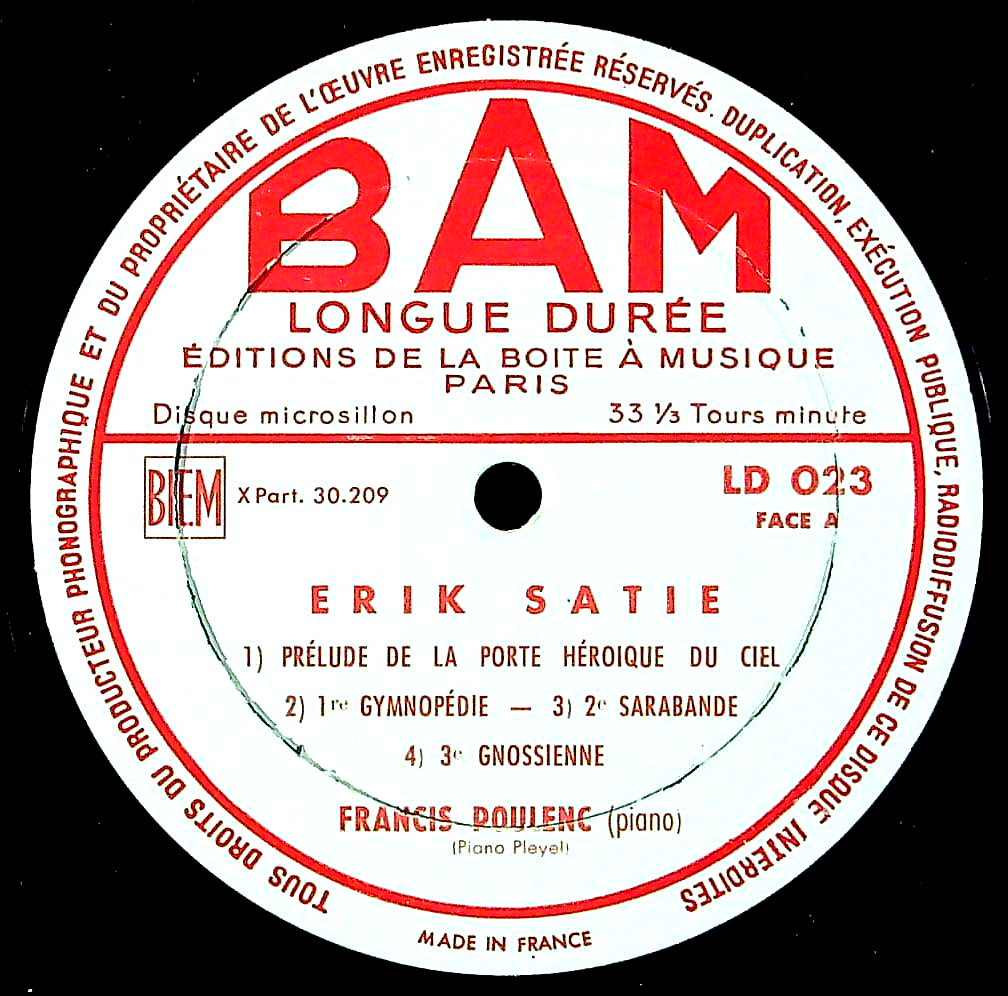 TOUS DROITS DU PRODUCTEUR PHONOGRAPHIQUE ET DU PROPRIÉTAIRE DE L'ŒUVRE ENREGISTRÉE RÉSERVÉS. DUPLICATION, EXÉCUTION PUBLIQUE, RADIODIFFUSION DE CE DISQUE INTERDITES
BAM
LONGUE DURÉE
ÉDITIONS DE LA BOITE À MUSIQUE
PARIS
Disque microsillon 33 ⅓ Tours minute
BIEM X Part. 30.209 LD 023
FACE A
ERIK SATIE
1) PRÉLUDE DE LA PORTE HÉROIQUE DU CIEL
2) 1re GYMNOPÉDIE — 3) 2e SARABANDE
4) 3e GNOSSIENNE
FRANCIS POULENC (piano)
(Piano Pleyel)
MADE IN FRANCE